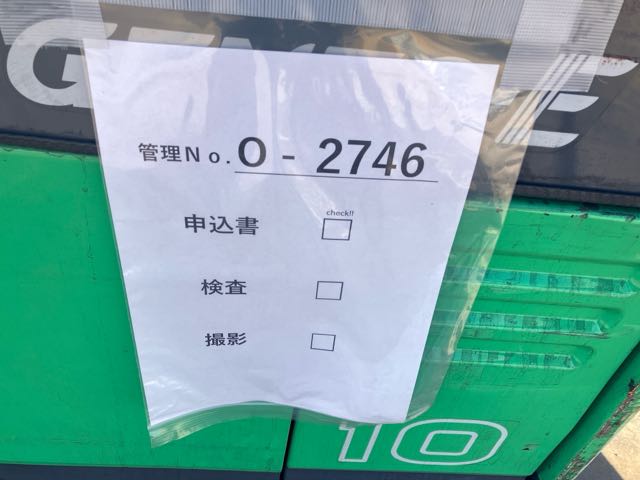 管理No. O - 2746
check!!
申込書 □
検査 □
撮影 □
10